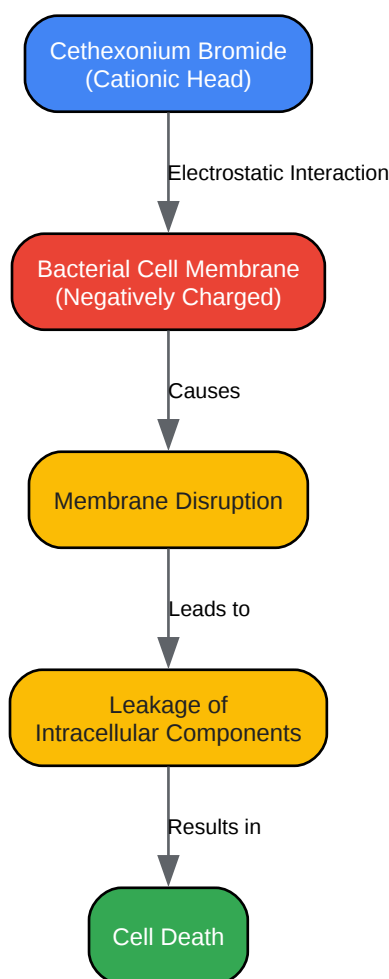 Cethexonium Bromide
(Cationic Head)
Electrostatic Interaction
Bacterial Cell Membrane
(Negatively Charged)
Causes
Membrane Disruption
Leads to
Leakage of
Intracellular Components
Results in
Cell Death